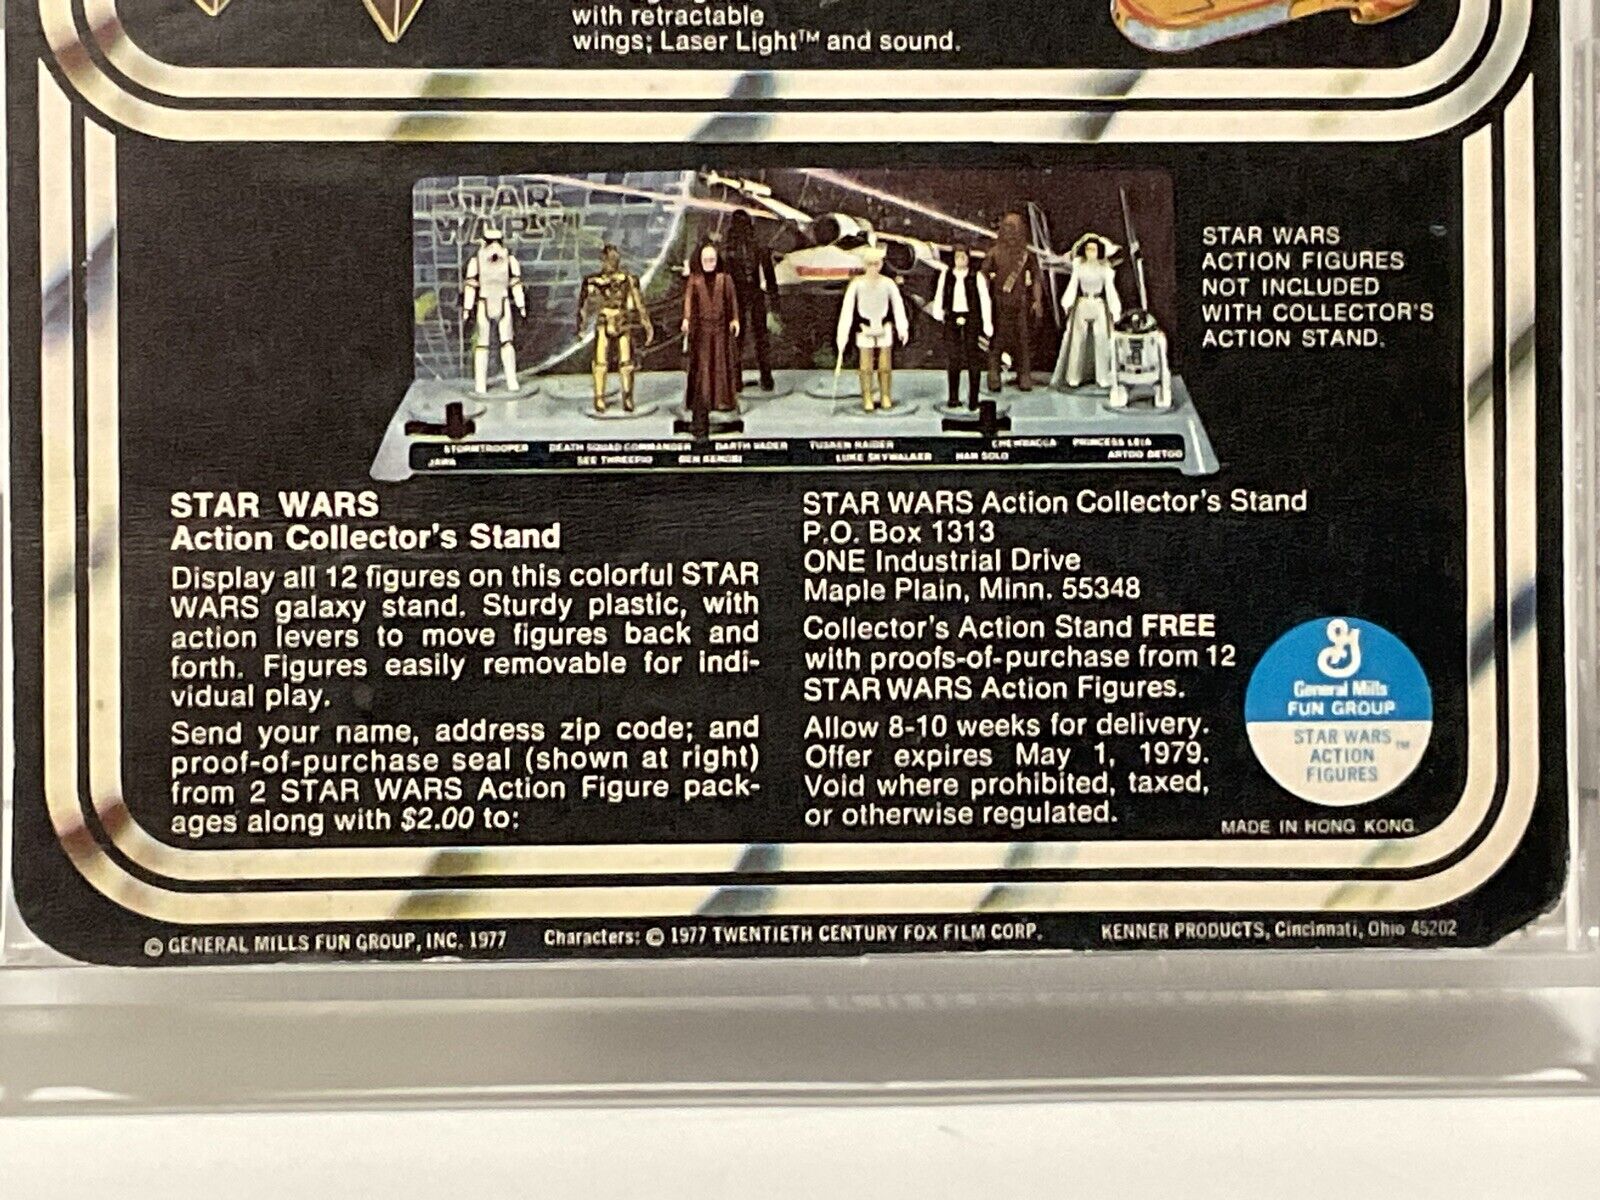 with retractable
wings; Laser Light™ and sound.
STAR
WARS
STAR WARS
ACTION FIGURES
NOT INCLUDED
WITH COLLECTOR'S
ACTION STAND.
STORMTROOPER DEATH SQUAD COMMANDER DARTH VADER TUSKEN RAIDER CHEWBACCA PRINCESS LEIA
JAWA SEE THREEPIO BEN KENOBI LUKE SKYWALKER HAN SOLO ARTOO DETOO
STAR WARS
Action Collector's Stand
Display all 12 figures on this colorful STAR
WARS galaxy stand. Sturdy plastic, with
action levers to move figures back and
forth. Figures easily removable for indi-
vidual play.
Send your name, address zip code; and
proof-of-purchase seal (shown at right)
from 2 STAR WARS Action Figure pack-
ages along with $2.00 to:
STAR WARS Action Collector's Stand
P.O. Box 1313
ONE Industrial Drive
Maple Plain, Minn. 55348
Collector's Action Stand FREE
with proofs-of-purchase from 12
STAR WARS Action Figures.
Allow 8-10 weeks for delivery.
Offer expires May 1, 1979.
Void where prohibited, taxed,
or otherwise regulated.
General Mills
FUN GROUP
STAR WARS™
ACTION
FIGURES
MADE IN HONG KONG.
© GENERAL MILLS FUN GROUP, INC. 1977 Characters: © 1977 TWENTIETH CENTURY FOX FILM CORP. KENNER PRODUCTS, Cincinnati, Ohio 45202